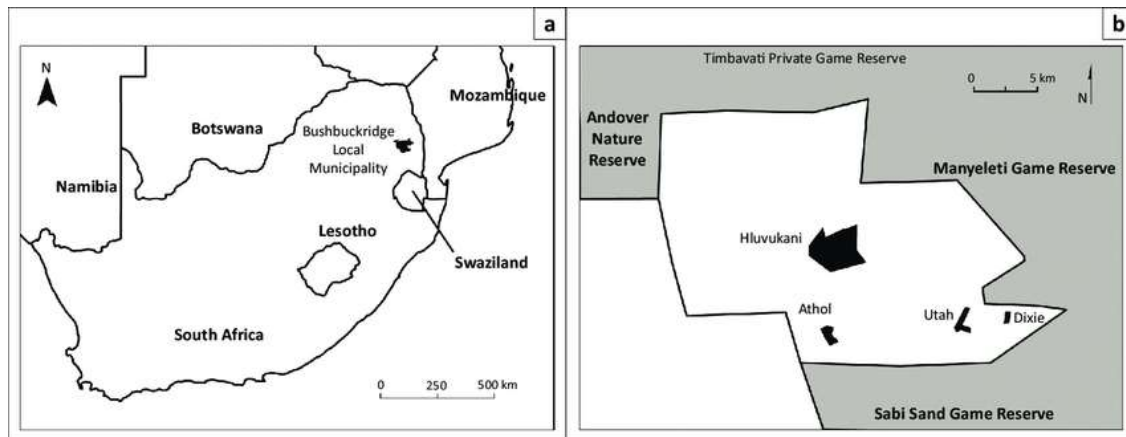 a
N
Mozambique
Botswana
Bushbuckridge
Local
Municipality
Namibia
Lesotho
Swaziland
South Africa
0 250 500 km
b
Timbavati Private Game Reserve
0 5 km
N
Andover
Nature
Reserve
Manyeleti Game Reserve
Hluvukani
Athol
Utah
Dixie
Sabi Sand Game Reserve